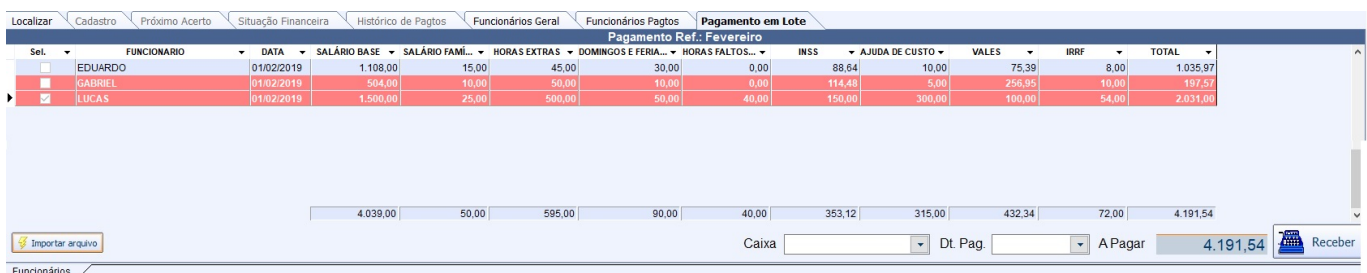 Localizar Cadastro Próximo Acerto Situação Financeira Histórico de Pagtos Funcionários Geral Funcionários Pagtos Pagamento em Lote
Pagamento Ref.: Fevereiro
Sel. FUNCIONARIO DATA SALÁRIO BASE SALÁRIO FAMÍ... HORAS EXTRAS DOMINGOS E FERIA... HORAS FALTOS... INSS AJUDA DE CUSTO VALES IRRF TOTAL
EDUARDO 01/02/2019 1.108,00 15,00 45,00 30,00 0,00 88,64 10,00 75,39 8,00 1.035,97
GABRIEL 01/02/2019 504,00 10,00 50,00 10,00 0,00 114,48 5,00 256,95 10,00 197,57
LUCAS 01/02/2019 1.500,00 25,00 500,00 50,00 40,00 150,00 300,00 100,00 54,00 2.031,00
4.039,00 50,00 595,00 90,00 40,00 353,12 315,00 432,34 72,00 4.191,54
Importar arquivo Caixa Dt. Pag. A Pagar 4.191,54 Receber
Funcionários